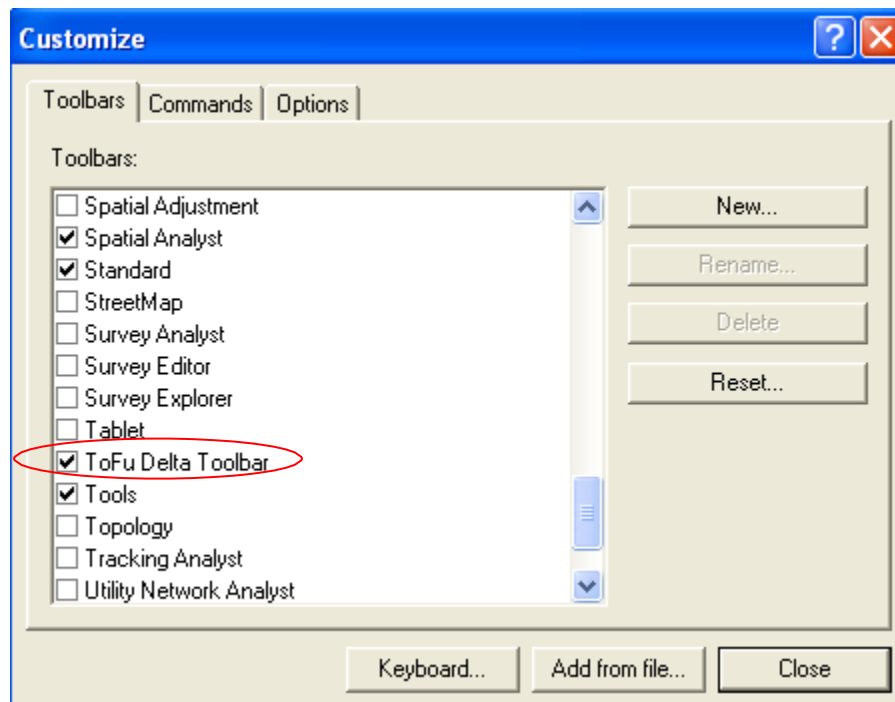 Customize
Toolbars Commands Options
Toolbars:
Spatial Adjustment
Spatial Analyst
Standard
StreetMap
Survey Analyst
Survey Editor
Survey Explorer
Tablet
ToFu Delta Toolbar
Tools
Topology
Tracking Analyst
Utility Network Analyst
New...
Rename...
Delete
Reset...
Keyboard... Add from file... Close